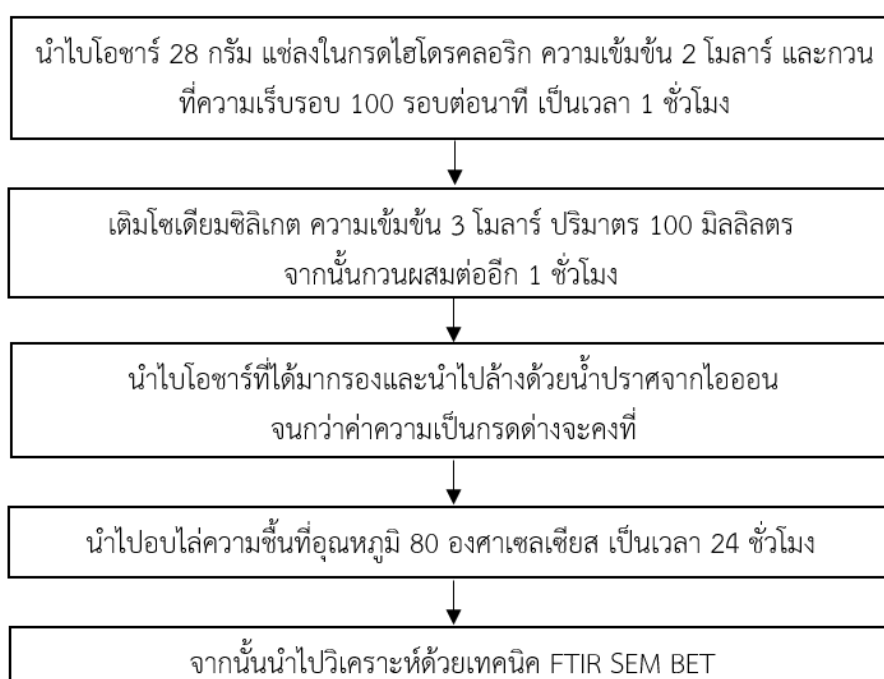 นำไบโอชาร์ 28 กรัม แช่ลงในกรดไฮโดรคลอริก ความเข้มข้น 2 โมลาร์ และกวน
ที่ความเร็บรอบ 100 รอบต่อนาที เป็นเวลา 1 ชั่วโมง
เติมโซเดียมซิลิเกต ความเข้มข้น 3 โมลาร์ ปริมาตร 100 มิลลิลตร
จากนั้นกวนผสมต่ออีก 1 ชั่วโมง
นำไบโอชาร์ที่ได้มากรองและนำไปล้างด้วยน้ำปราศจากไอออน
จนกว่าค่าความเป็นกรดด่างจะคงที่
นำไปอบไล่ความชื้นที่อุณหภูมิ 80 องศาเซลเซียส เป็นเวลา 24 ชั่วโมง
จากนั้นนำไปวิเคราะห์ด้วยเทคนิค FTIR SEM BET